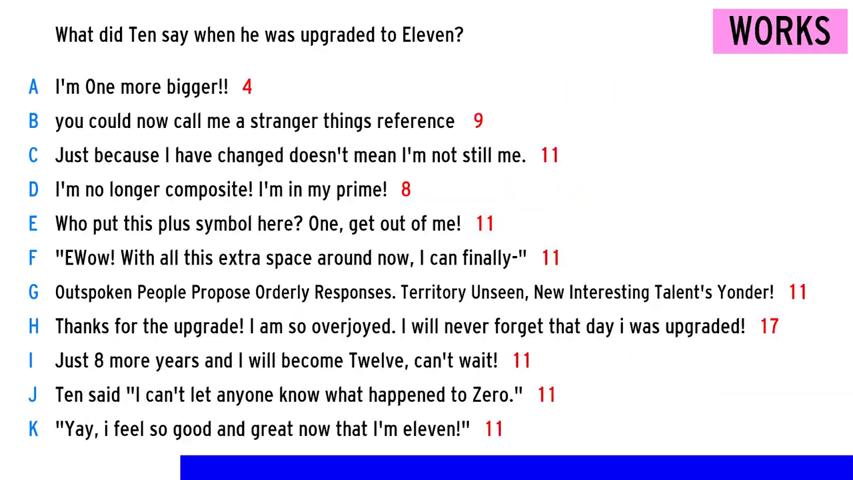 What did Ten say when he was upgraded to Eleven?
WORKS
A I'm One more bigger!! 4
B you could now call me a stranger things reference 9
C Just because I have changed doesn't mean I'm not still me. 11
D I'm no longer composite! I'm in my prime! 8
E Who put this plus symbol here? One, get out of me! 11
F "EWow! With all this extra space around now, I can finally-" 11
G Outspoken People Propose Orderly Responses. Territory Unseen, New Interesting Talent's Yonder! 11
H Thanks for the upgrade! I am so overjoyed. I will never forget that day i was upgraded! 17
I Just 8 more years and I will become Twelve, can't wait! 11
J Ten said "I can't let anyone know what happened to Zero." 11
K "Yay, i feel so good and great now that I'm eleven!" 11